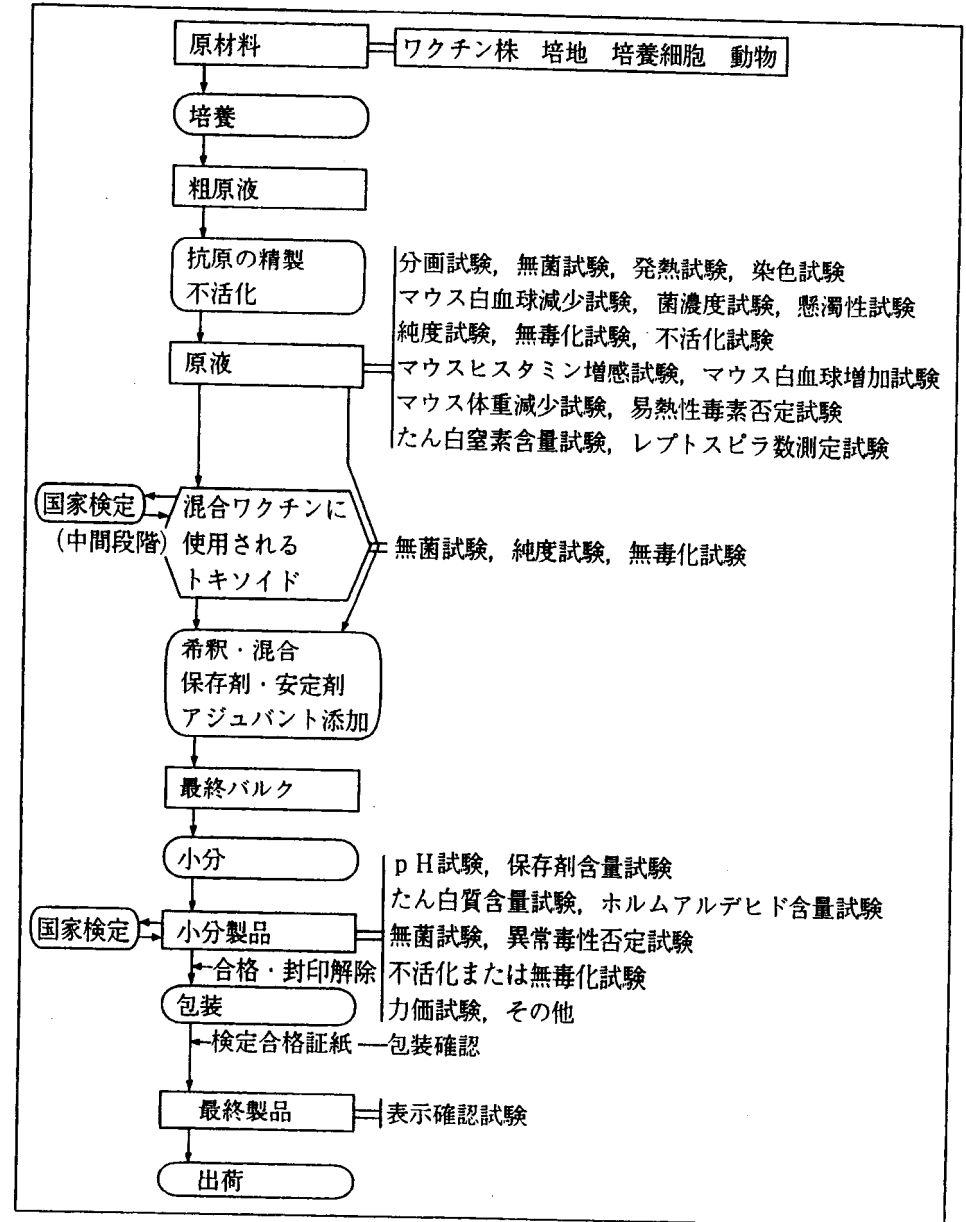 原材料
ワクチン株 培地 培養細胞 動物
培養
粗原液
抗原の精製
不活化
分画試験，無菌試験，発熱試験，染色試験
マウス白血球減少試験，菌濃度試験，懸濁性試験
純度試験，無毒化試験，不活化試験
原液
マウスヒスタミン増感試験，マウス白血球増加試験
マウス体重減少試験，易熱性毒素否定試験
たん白窒素含量試験，レプトスピラ数測定試験
国家検定
(中間段階)
混合ワクチンに
使用される
トキソイド
無菌試験，純度試験，無毒化試験
希釈・混合
保存剤・安定剤
アジュバント添加
最終バルク
小分
pH試験，保存剤含量試験
たん白質含量試験，ホルムアルデヒド含量試験
国家検定
小分製品
無菌試験，異常毒性否定試験
合格・封印解除
不活化または無毒化試験
包装
力価試験，その他
検定合格証紙
包装確認
最終製品
表示確認試験
出荷